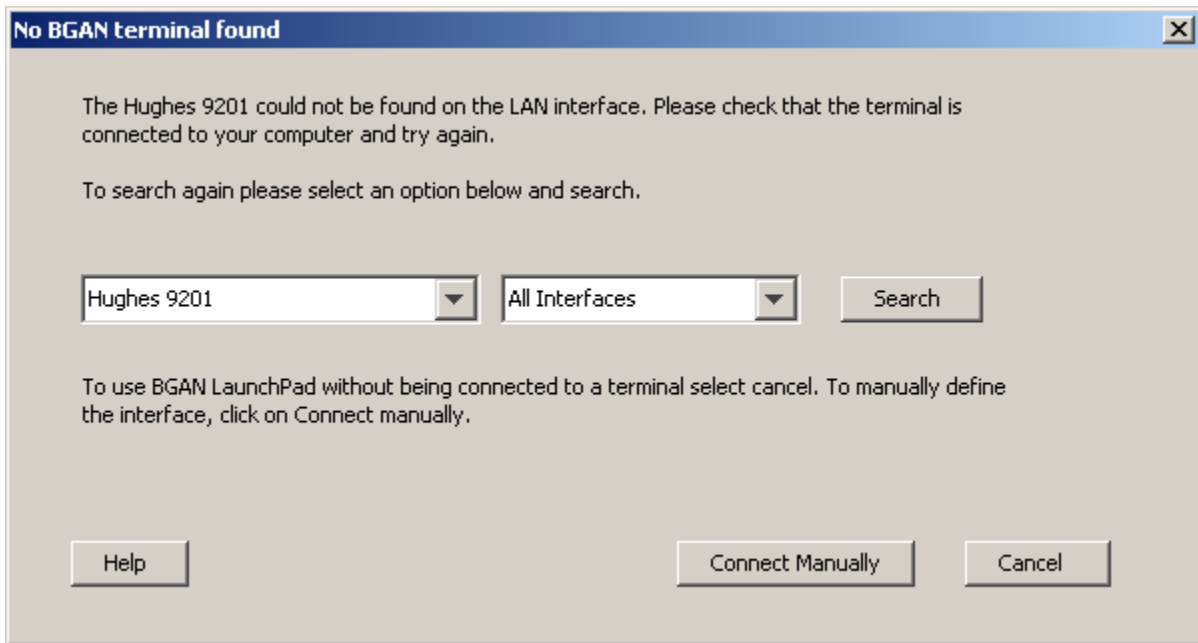 No BGAN terminal found
The Hughes 9201 could not be found on the LAN interface. Please check that the terminal is
connected to your computer and try again.
To search again please select an option below and search.
Hughes 9201
All Interfaces
Search
To use BGAN LaunchPad without being connected to a terminal select cancel. To manually define
the interface, click on Connect manually.
Help
Connect Manually
Cancel